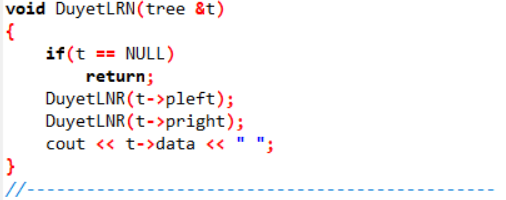 void DuyetLRN(tree &t)
{
    if(t == NULL)
        return;
    DuyetLNR(t->pleft);
    DuyetLNR(t->pright);
    cout << t->data << " ";
}
//-----------------------------------------------